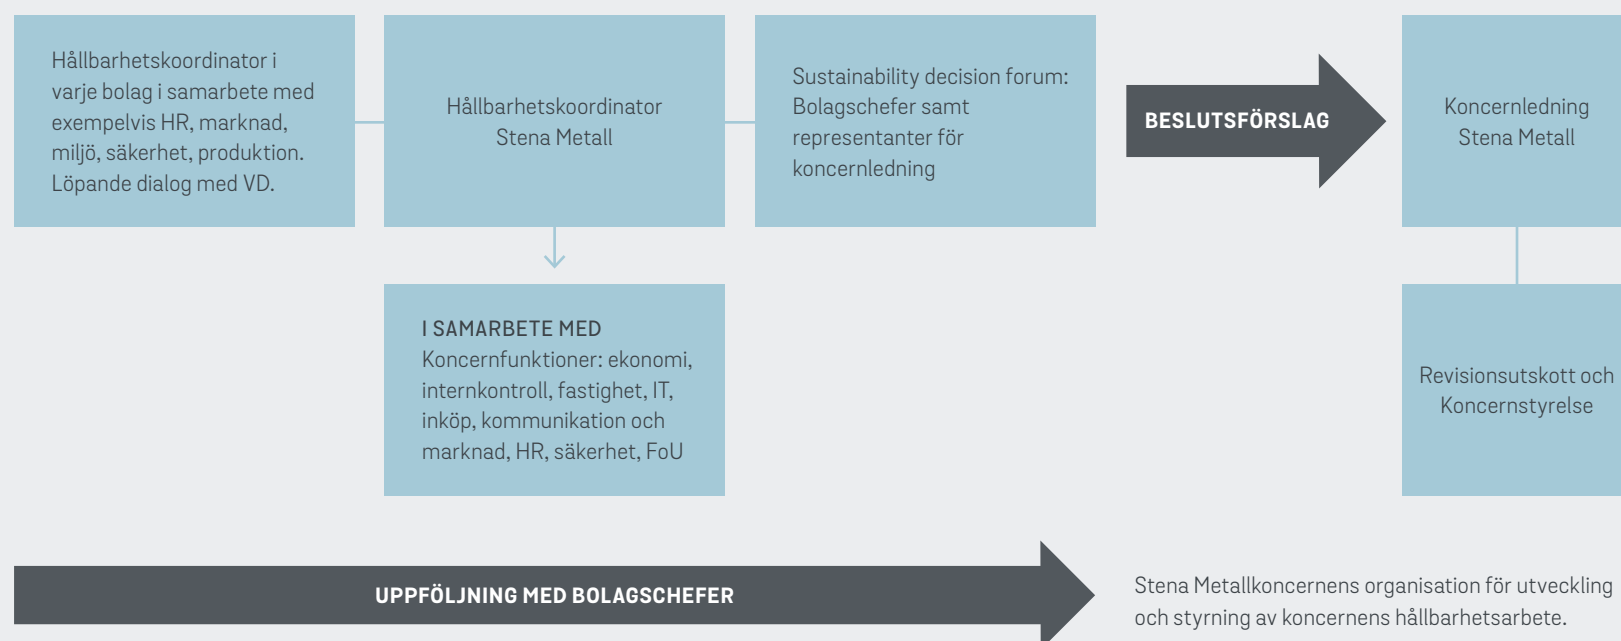 Hållbarhetskoordinator i
varje bolag i samarbete med
exempelvis HR, marknad,
miljö, säkerhet, produktion.
Löpande dialog med VD.
Hållbarhetskoordinator
Stena Metall
Sustainability decision forum:
Bolagschefer samt
representanter för
koncernledning
BESLUTSFÖRSLAG
Koncernledning
Stena Metall
I SAMARBETE MED
Koncernfunktioner: ekonomi,
internkontroll, fastighet, IT,
inköp, kommunikation och
marknad, HR, säkerhet, FoU
Revisionsutskott och
Koncernstyrelse
UPPFÖLJNING MED BOLAGSCHEFER
Stena Metallkoncernens organisation för utveckling
och styrning av koncernens hållbarhetsarbete.